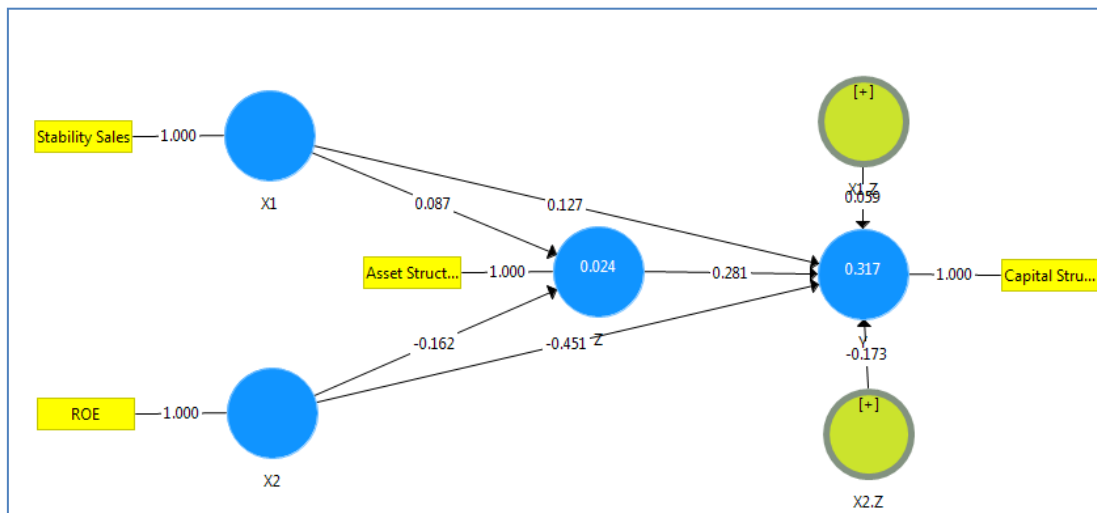 [+]
Stability Sales
1.000
X1
X1.Z
0.059
0.087
0.127
Asset Struct...
1.000
0.024
0.281
0.317
1.000
Capital Stru...
Z
Y
-0.162
-0.451
-0.173
[+]
ROE
1.000
X2
X2.Z